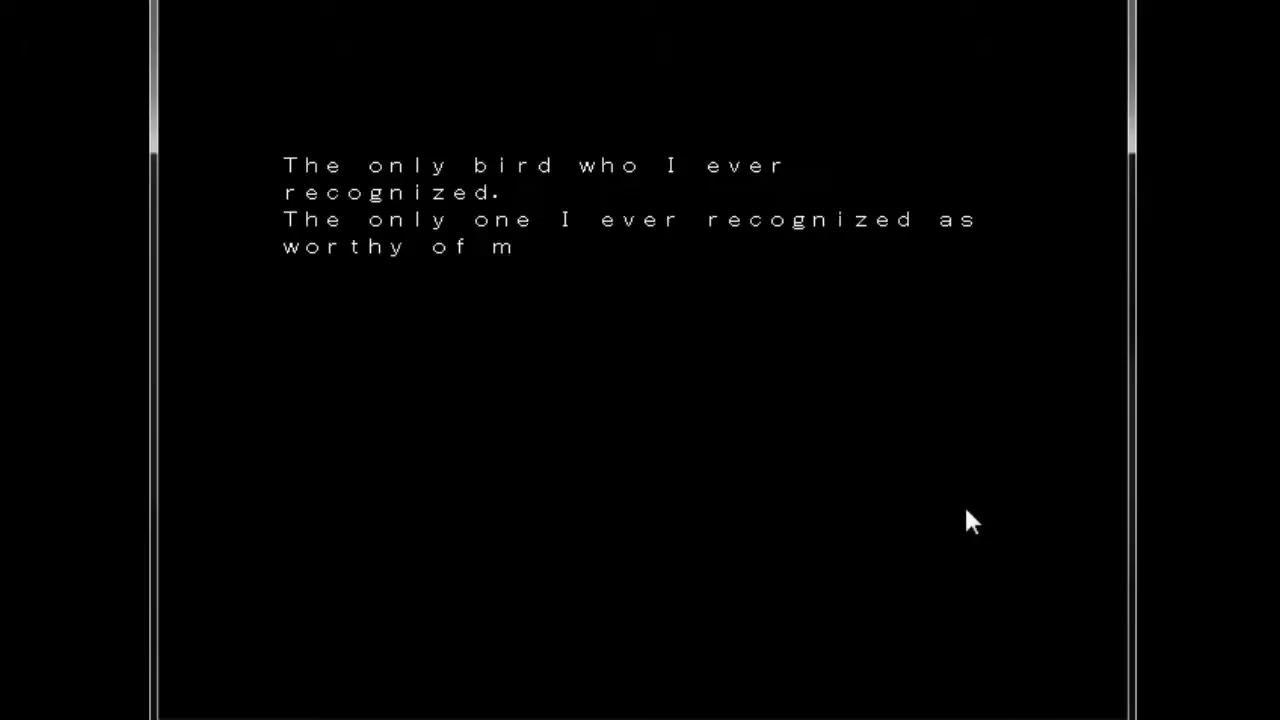 The only bird who I ever
recognized.
The only one I ever recognized as
worthy of m